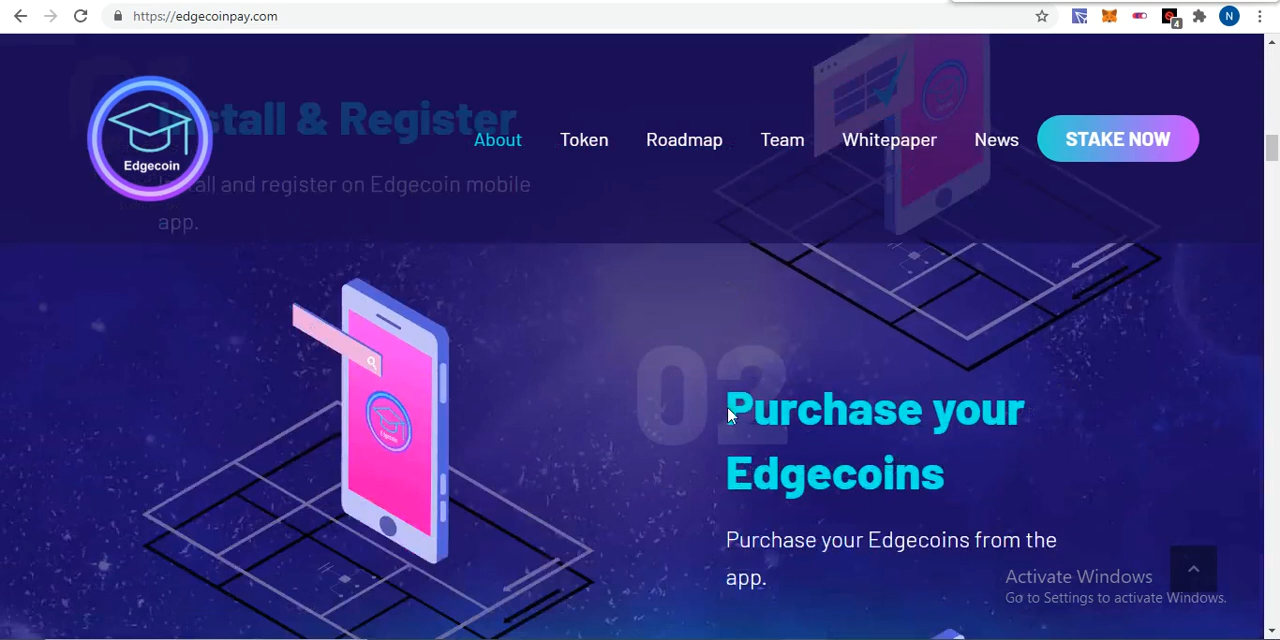 https://edgecoinpay.com
4
N
01
Install & Register
Edgecoin
About
Token
Roadmap
Team
Whitepaper
News
STAKE NOW
Install and register on Edgecoin mobile
app.
02
Purchase your
Edgecoins
Purchase your Edgecoins from the
app.
Activate Windows
Go to Settings to activate Windows.